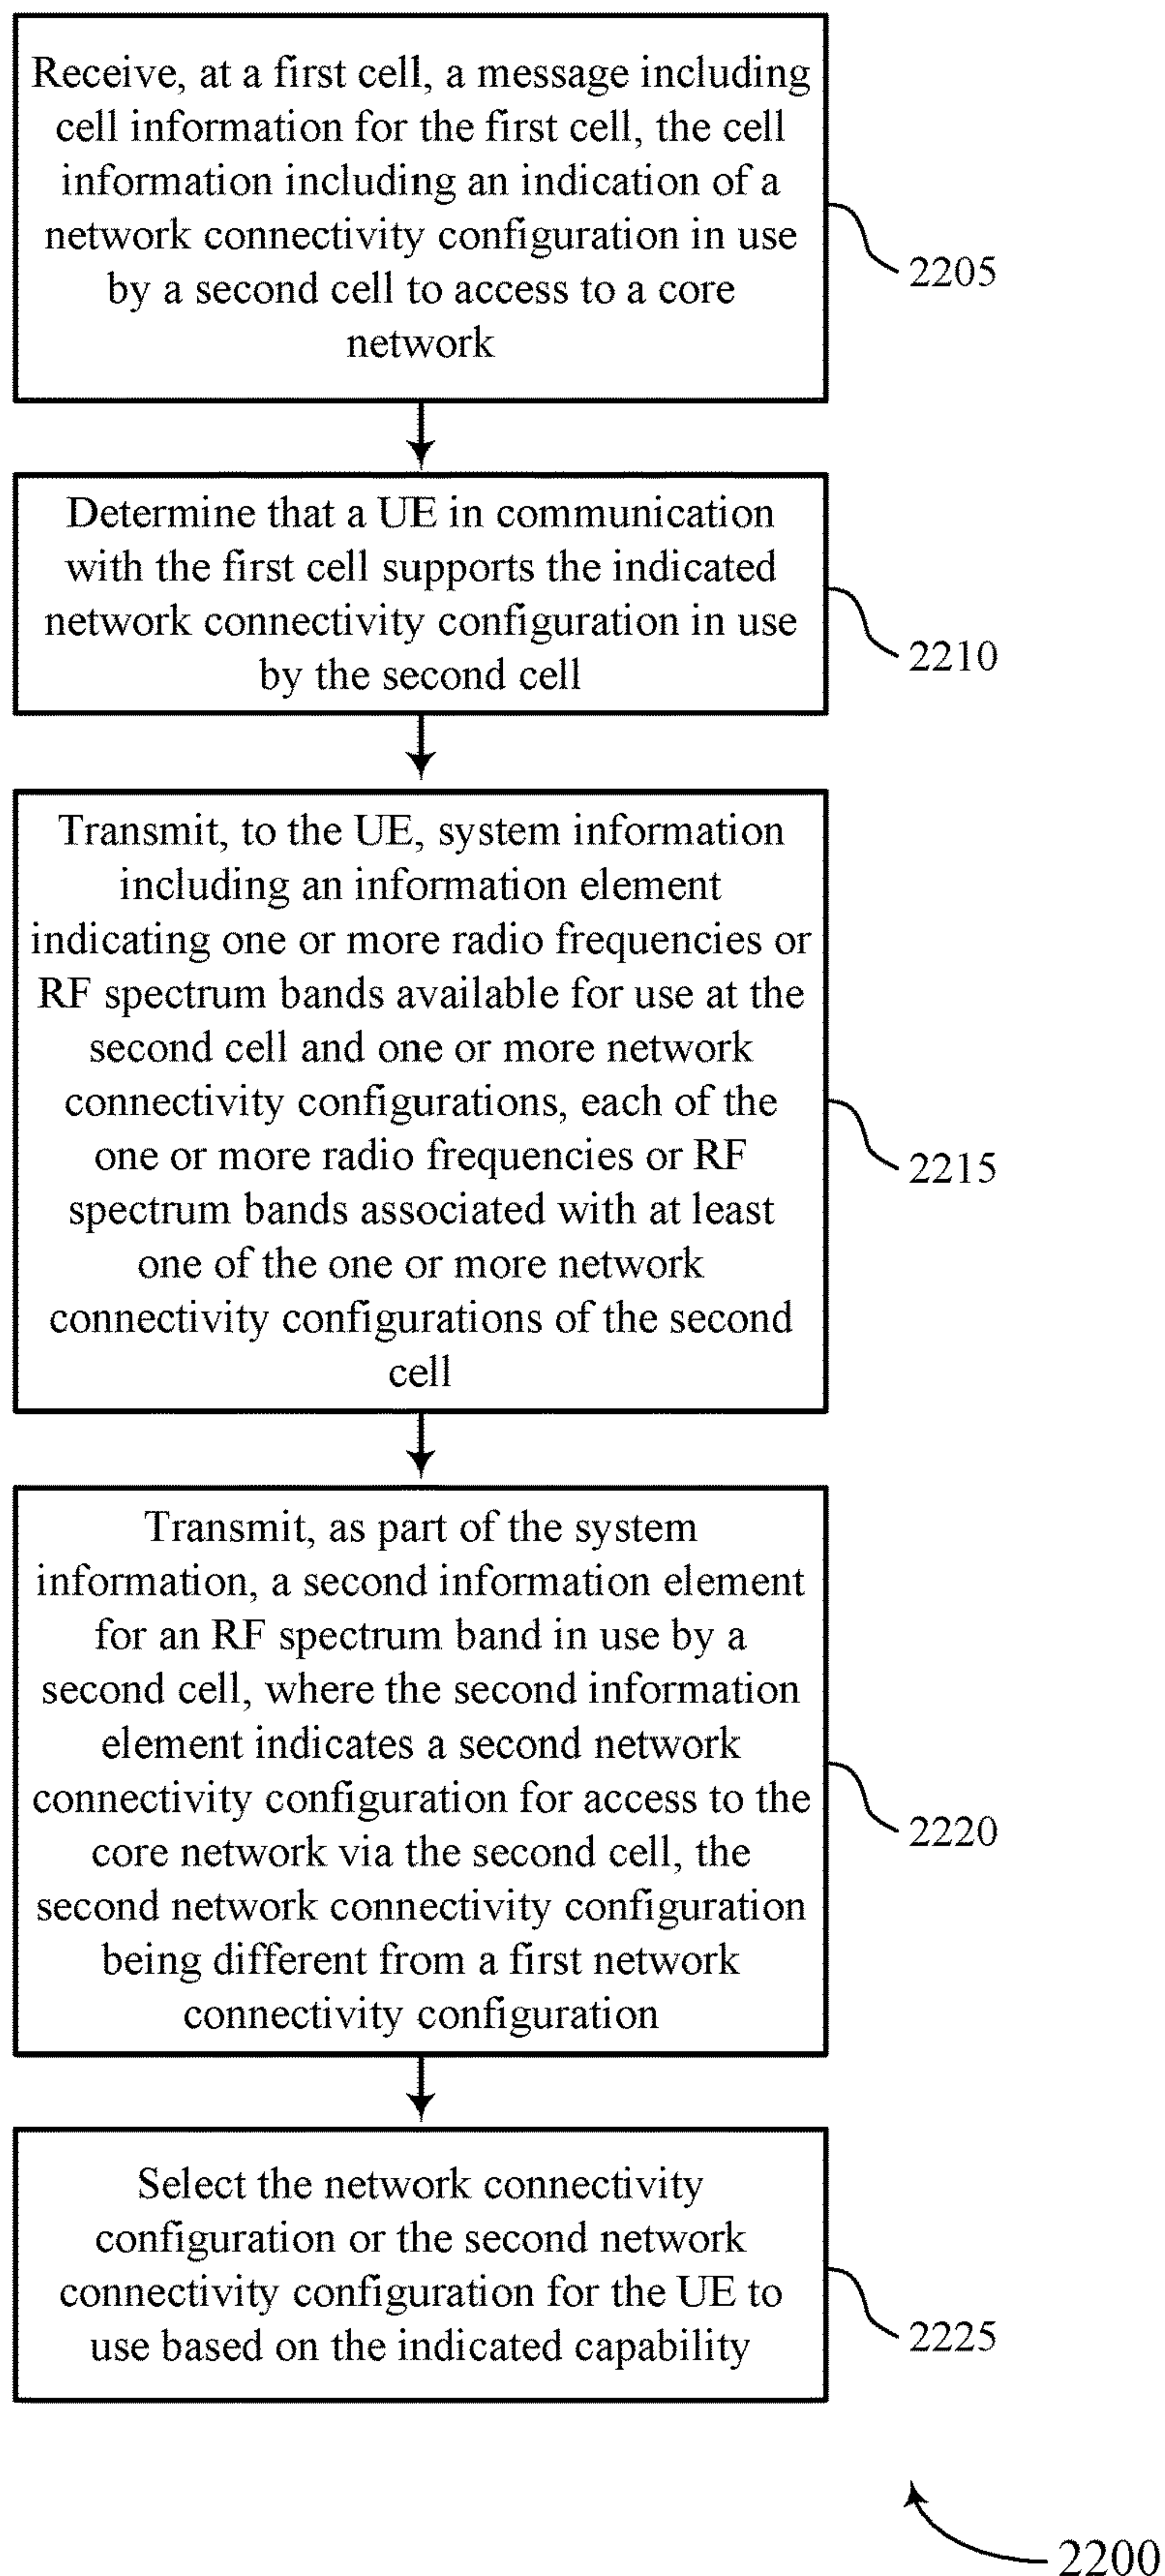 Receive, at a first cell, a message including
cell information for the first cell, the cell
information including an indication of a
network connectivity configuration in use
by a second cell to access to a core
network
2205
Determine that a UE in communication
with the first cell supports the indicated
network connectivity configuration in use
by the second cell
2210
Transmit, to the UE, system information
including an information element
indicating one or more radio frequencies or
RF spectrum bands available for use at the
second cell and one or more network
connectivity configurations, each of the
one or more radio frequencies or RF
spectrum bands associated with at least
one of the one or more network
connectivity configurations of the second
cell
2215
Transmit, as part of the system
information, a second information element
for an RF spectrum band in use by a
second cell, where the second information
element indicates a second network
connectivity configuration for access to the
core network via the second cell, the
second network connectivity configuration
being different from a first network
connectivity configuration
2220
Select the network connectivity
configuration or the second network
connectivity configuration for the UE to
use based on the indicated capability
2225
2200